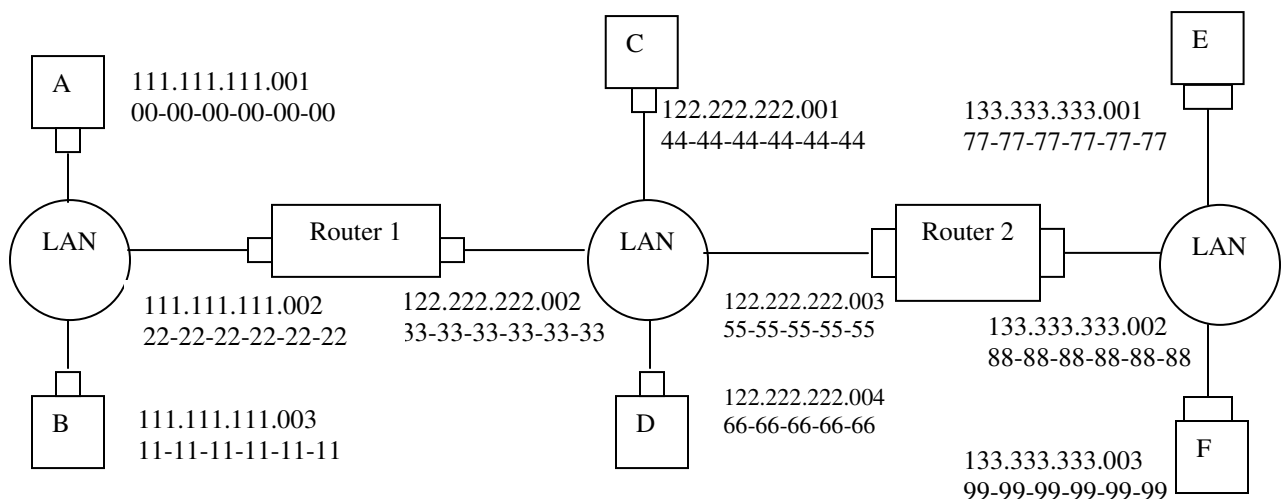 A
111.111.111.001
00-00-00-00-00-00
C
122.222.222.001
44-44-44-44-44-44
E
133.333.333.001
77-77-77-77-77-77
LAN
Router 1
LAN
Router 2
LAN
111.111.111.002
22-22-22-22-22-22
122.222.222.002
33-33-33-33-33-33
122.222.222.003
55-55-55-55-55
133.333.333.002
88-88-88-88-88-88
B
111.111.111.003
11-11-11-11-11-11
D
122.222.222.004
66-66-66-66-66
F
133.333.333.003
99-99-99-99-99-99